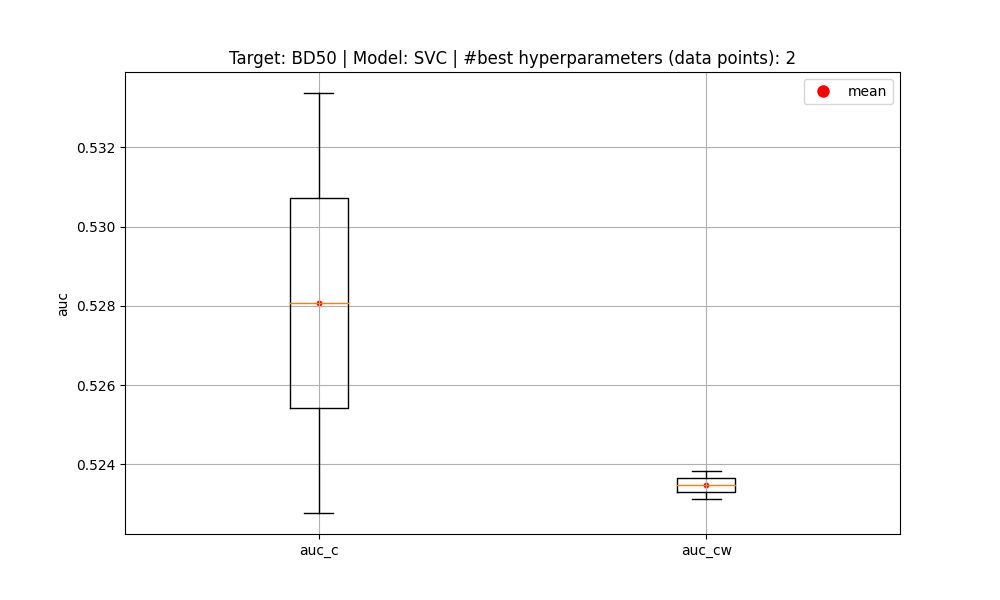 Target: BD50 | Model: SVC | #best hyperparameters (data points): 2
mean
0.532
0.530
0.528
0.526
0.524
auc
auc_c
auc_cw